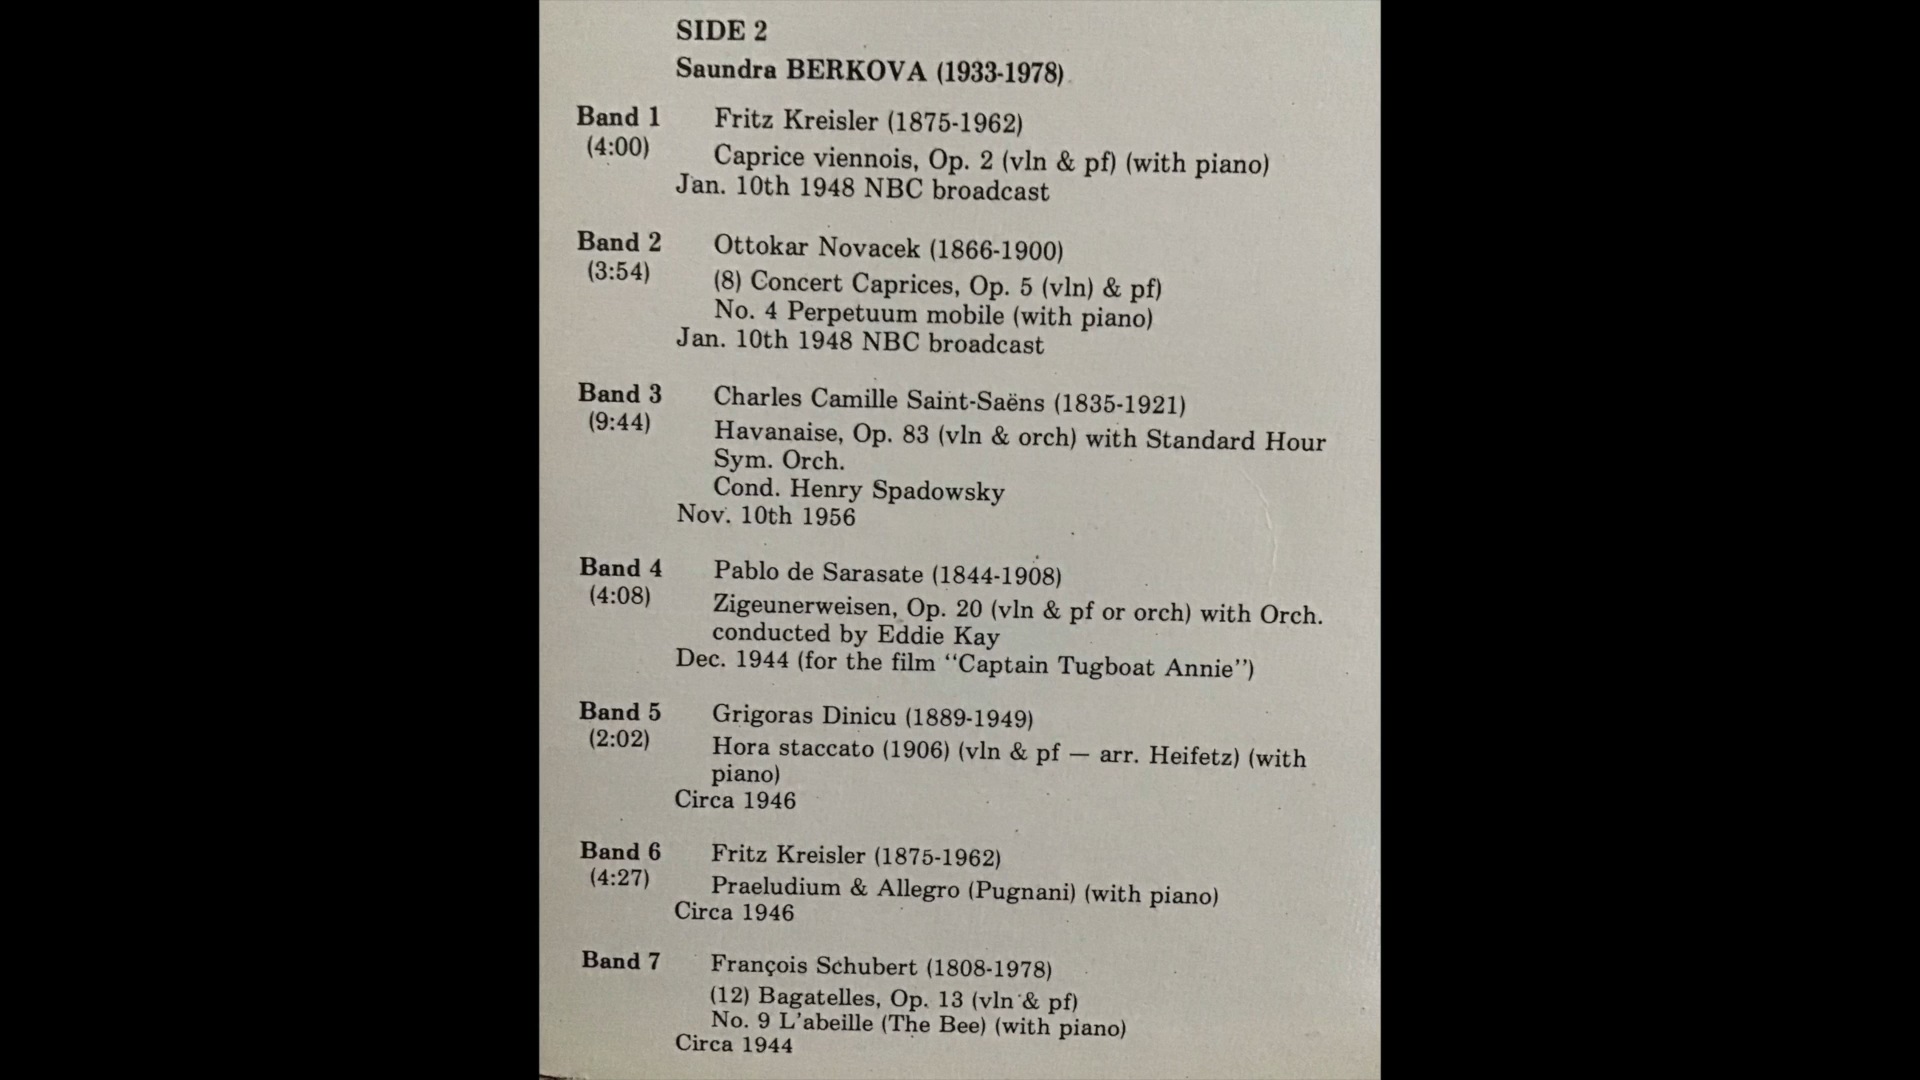 SIDE 2
Saundra BERKOVA (1933-1978)
Band 1 Fritz Kreisler (1875-1962)
(4:00) Caprice viennois, Op. 2 (vln & pf) (with piano)
Jan. 10th 1948 NBC broadcast
Band 2 Ottokar Novacek (1866-1900)
(3:54) (8) Concert Caprices, Op. 5 (vln) & pf)
No. 4 Perpetuum mobile (with piano)
Jan. 10th 1948 NBC broadcast
Band 3 Charles Camille Saint-Saëns (1835-1921)
(9:44) Havanaise, Op. 83 (vln & orch) with Standard Hour
Sym. Orch.
Cond. Henry Spadowsky
Nov. 10th 1956
Band 4 Pablo de Sarasate (1844-1908)
(4:08) Zigeunerweisen, Op. 20 (vln & pf or orch) with Orch.
conducted by Eddie Kay
Dec. 1944 (for the film “Captain Tugboat Annie”)
Band 5 Grigoras Dinicu (1889-1949)
(2:02) Hora staccato (1906) (vln & pf — arr. Heifetz) (with
piano)
Circa 1946
Band 6 Fritz Kreisler (1875-1962)
(4:27) Praeludium & Allegro (Pugnani) (with piano)
Circa 1946
Band 7 François Schubert (1808-1978)
(12) Bagatelles, Op. 13 (vln & pf)
No. 9 L'abeille (The Bee) (with piano)
Circa 1944